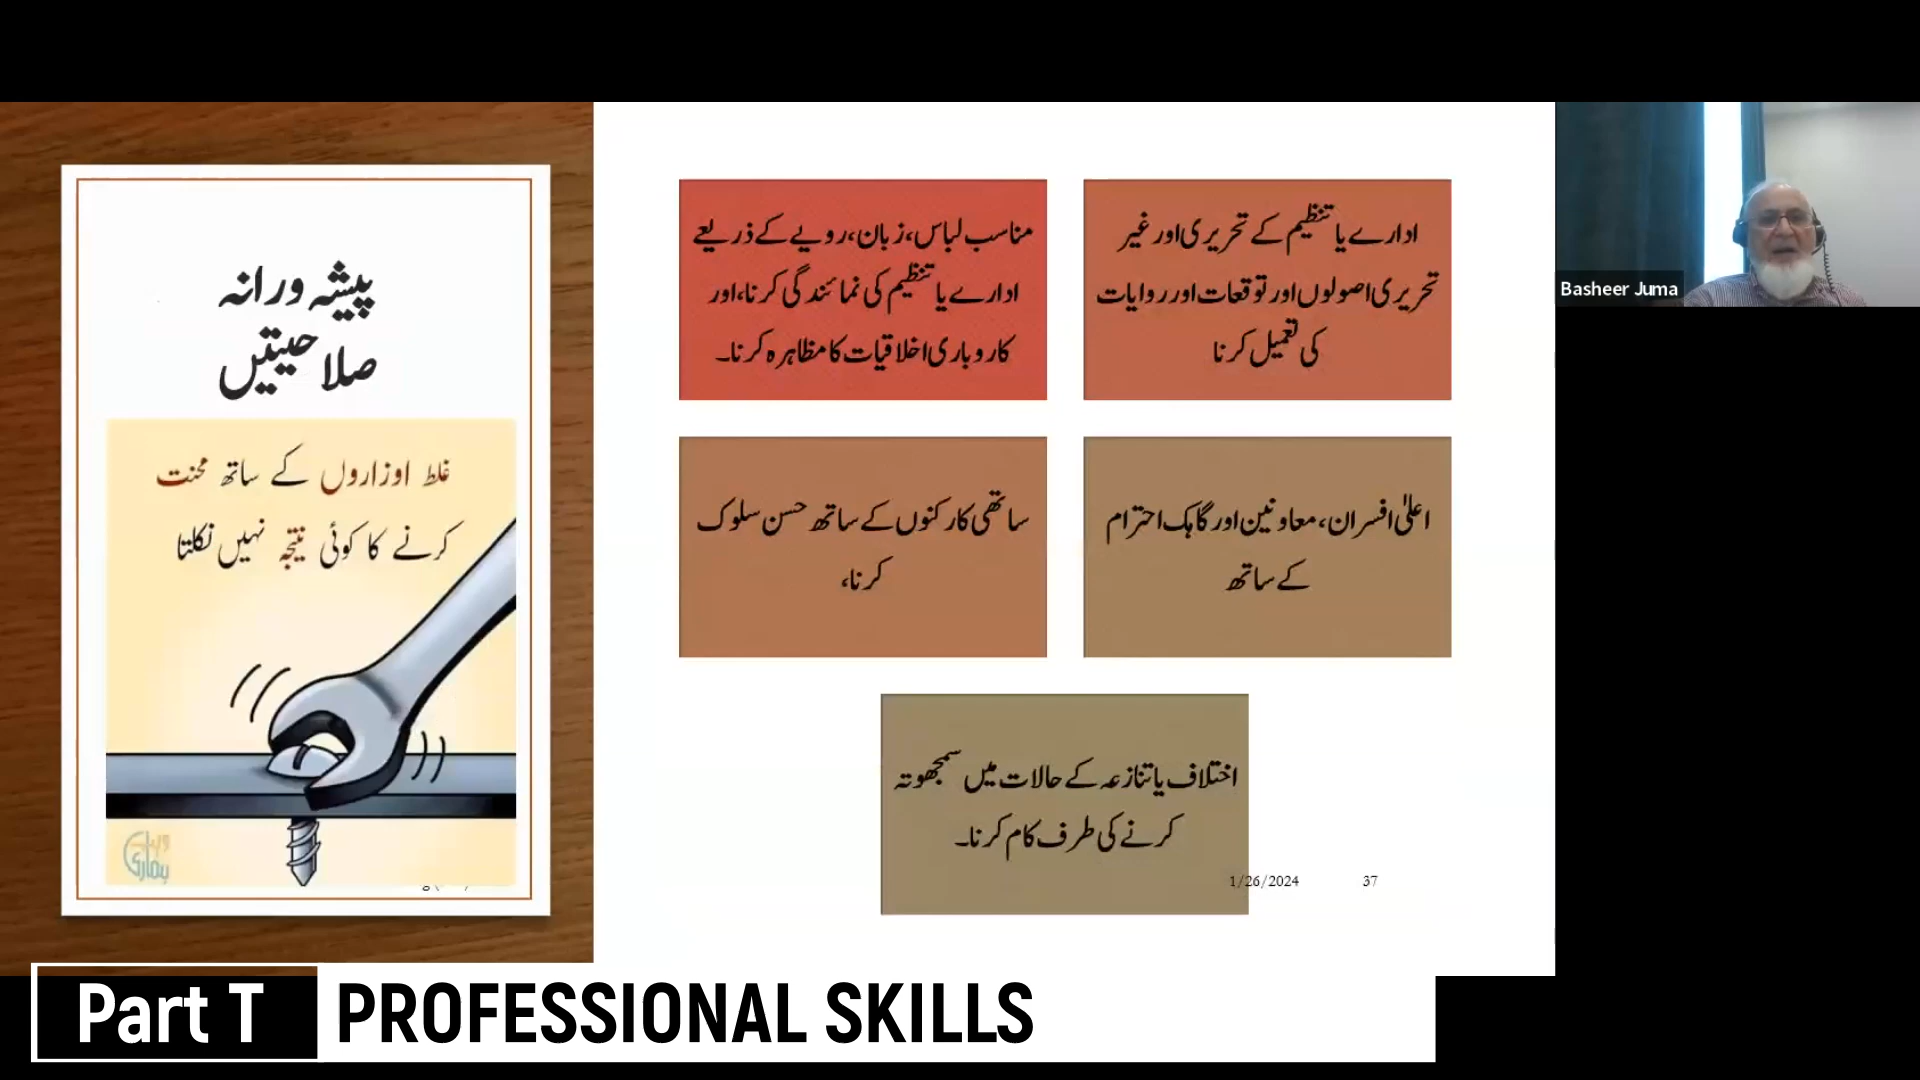 پیشہ ورانہ
صلاحیتیں
غلط اوزاروں کے ساتھ محنت
کرنے کا کوئی نتیجہ نہیں نکلتا
ادارے یا تنظیم کے تحریری اور غیر
تحریری اصولوں اور توقعات اور روایات
کی تعمیل کرنا
مناسب لباس، زبان، رویے کے ذریعے
ادارے یا تنظیم کی نمائندگی کرنا، اور
کاروباری اخلاقیات کا مظاہرہ کرنا۔
اعلیٰ افسران، معاونین اور گاہک احترام
کے ساتھ
ساتھی کارکنوں کے ساتھ حسن سلوک
کرنا،
اختلاف یا تنازعہ کے حالات میں سمجھوتہ
کرنے کی طرف کام کرنا۔
1/26/2024
37
Basheer Juma
Part T
PROFESSIONAL SKILLS